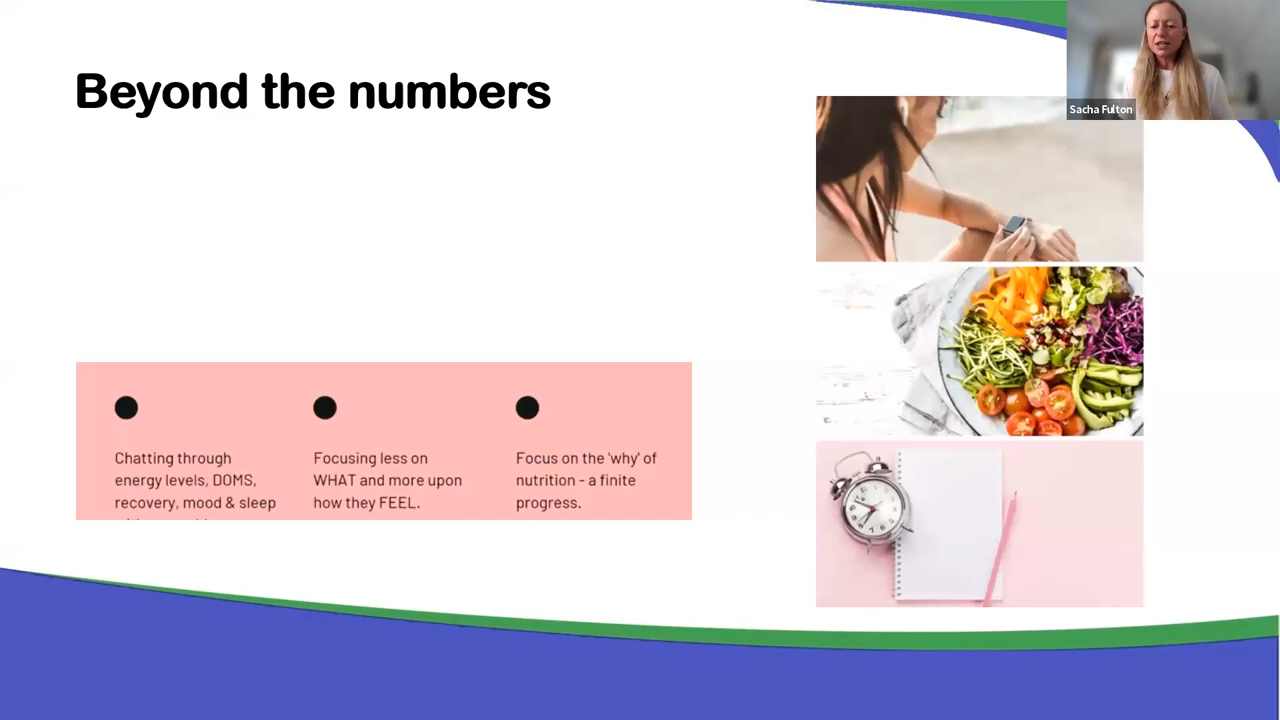 Beyond the numbers
Sacha Fulton
Chatting through
energy levels, DOMS,
recovery, mood & sleep
Focusing less on
WHAT and more upon
how they FEEL.
Focus on the 'why' of
nutrition - a finite
progress.